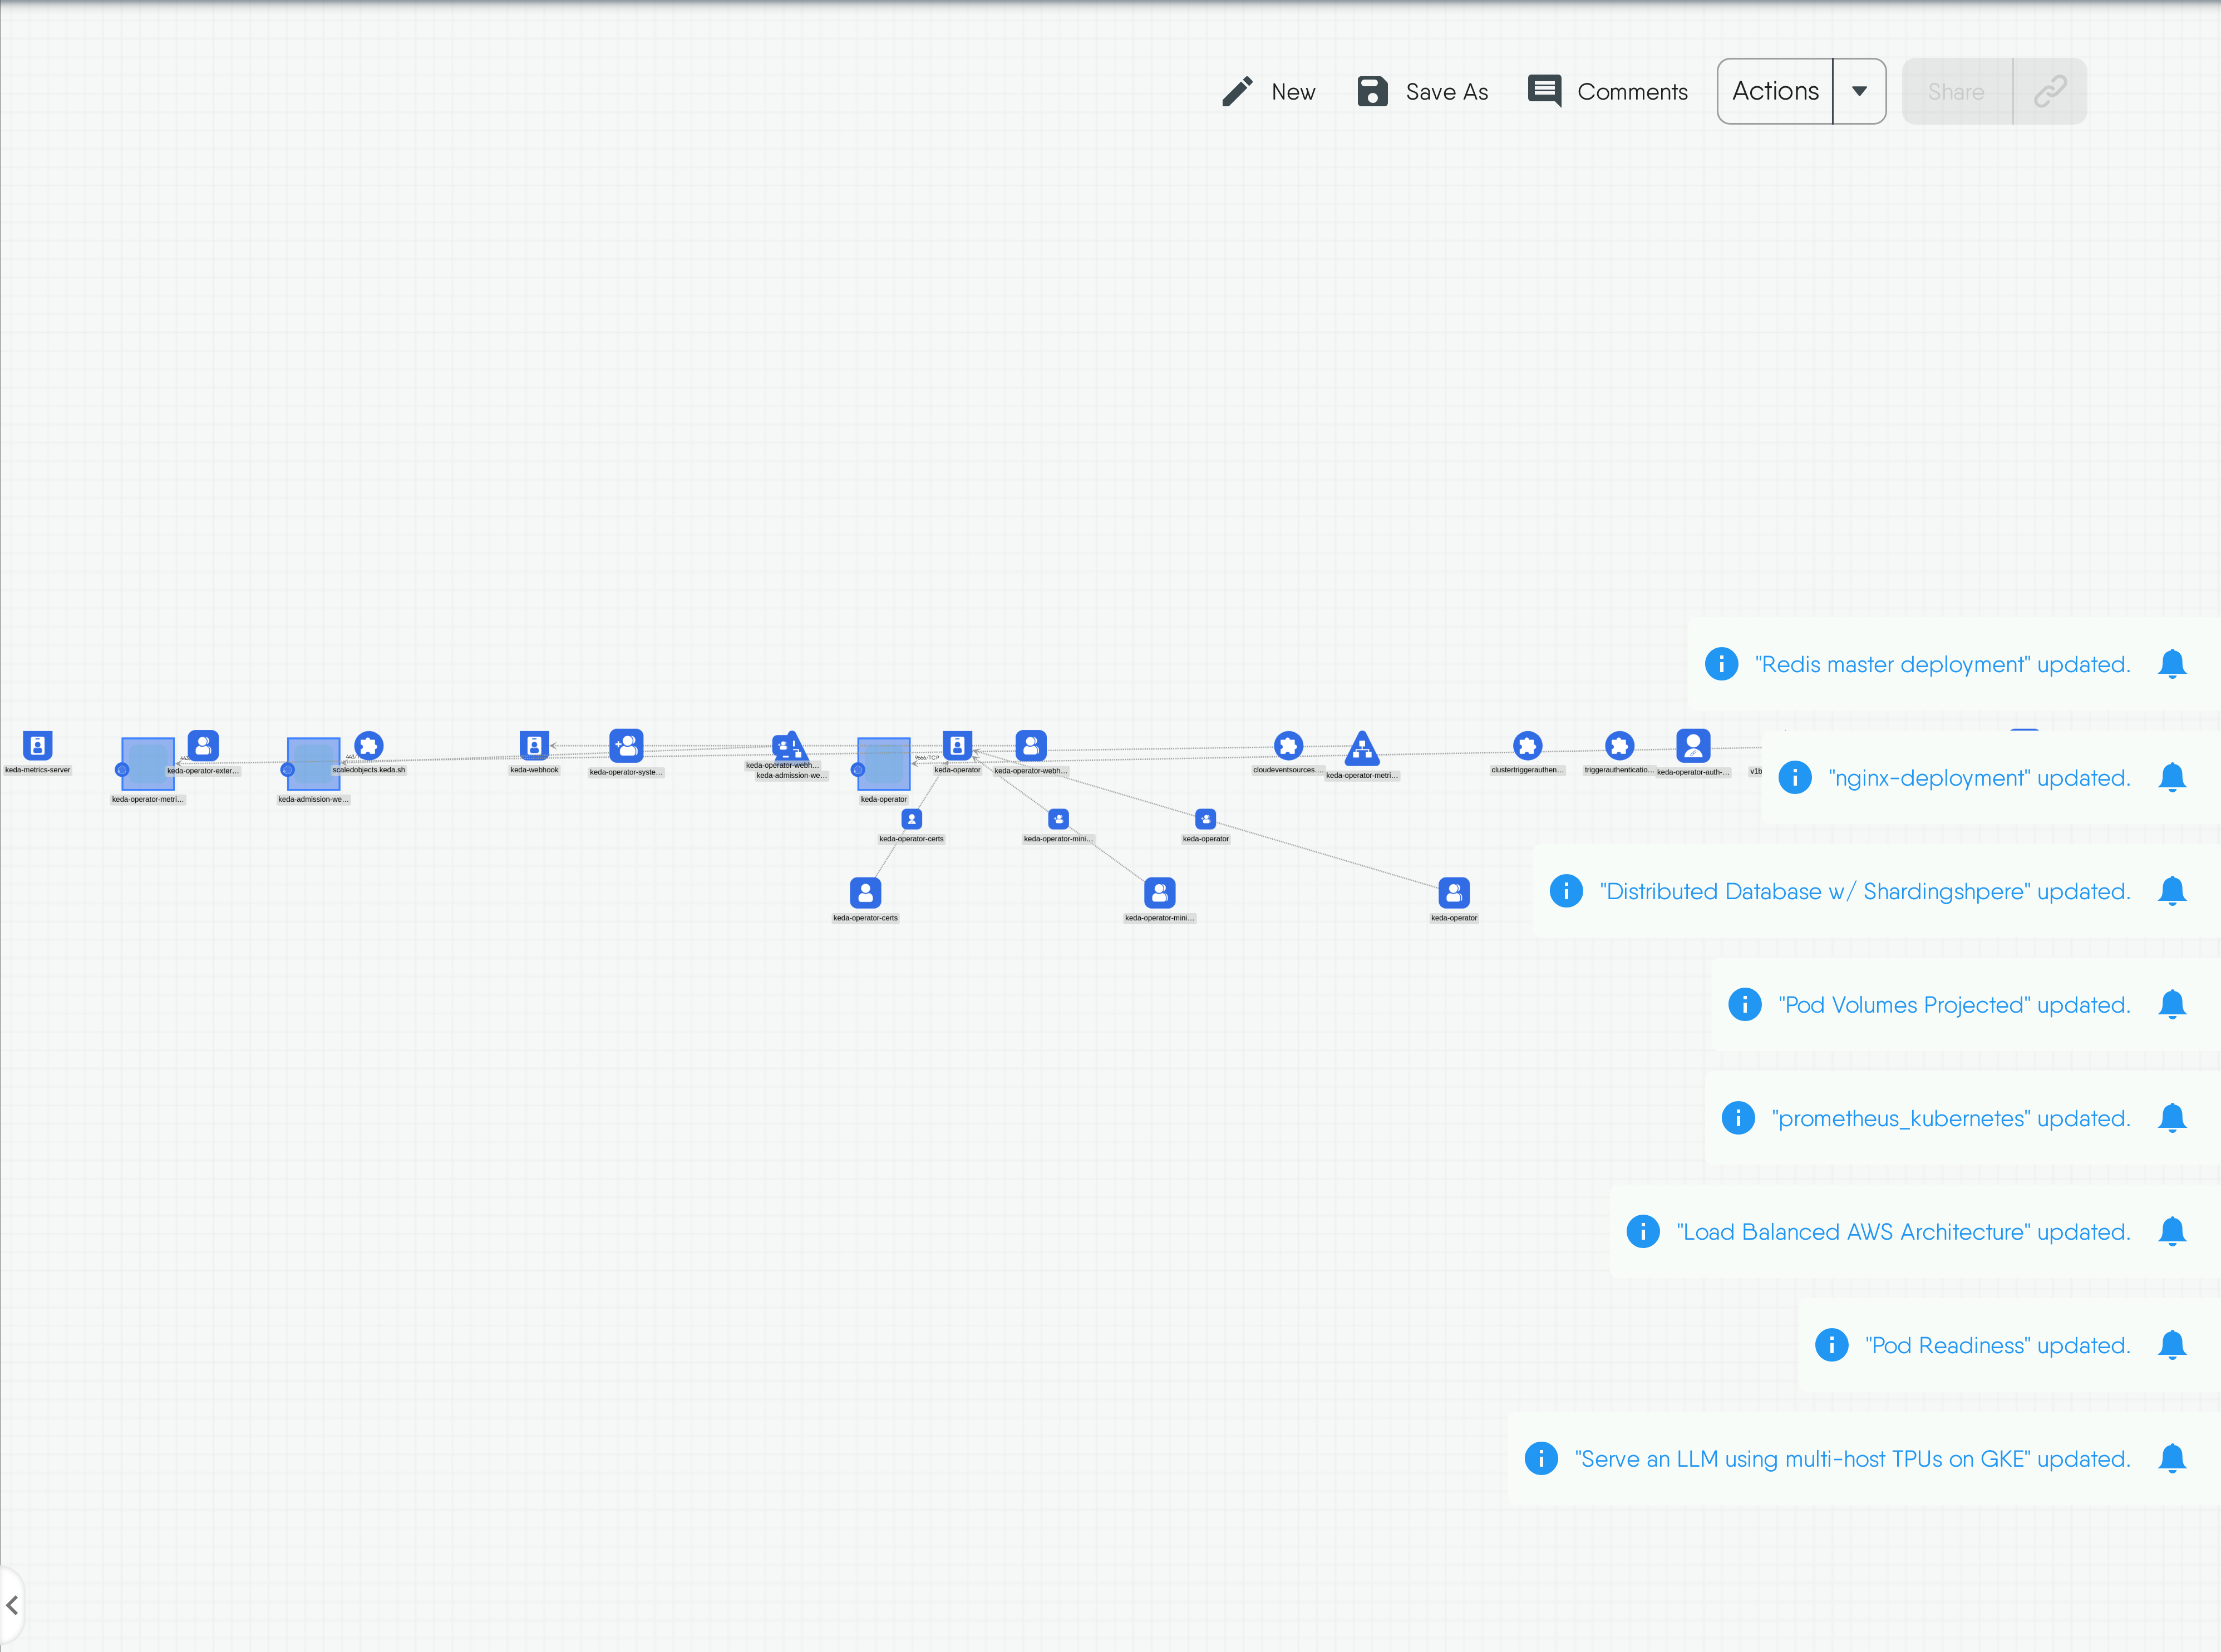 New
Save As
Comments
Actions
Share
"Redis master deployment" updated.
keda-metrics-server
keda-operator-metri...
keda-operator-exter...
keda-admission-we...
scaledobjects.keda.sh
keda-webhook
keda-operator-syste...
keda-operator-webh...
keda-admission-we...
keda-operator
9666/TCP
keda-operator
keda-operator-webh...
cloudeventsources....
keda-operator-metri...
clustertriggerauthen...
triggerauthenticatio...
keda-operator-auth-...
"nginx-deployment" updated.
keda-operator-certs
keda-operator-mini...
keda-operator
"Distributed Database w/ Shardingshpere" updated.
keda-operator-certs
keda-operator-mini...
keda-operator
"Pod Volumes Projected" updated.
"prometheus_kubernetes" updated.
"Load Balanced AWS Architecture" updated.
"Pod Readiness" updated.
"Serve an LLM using multi-host TPUs on GKE" updated.